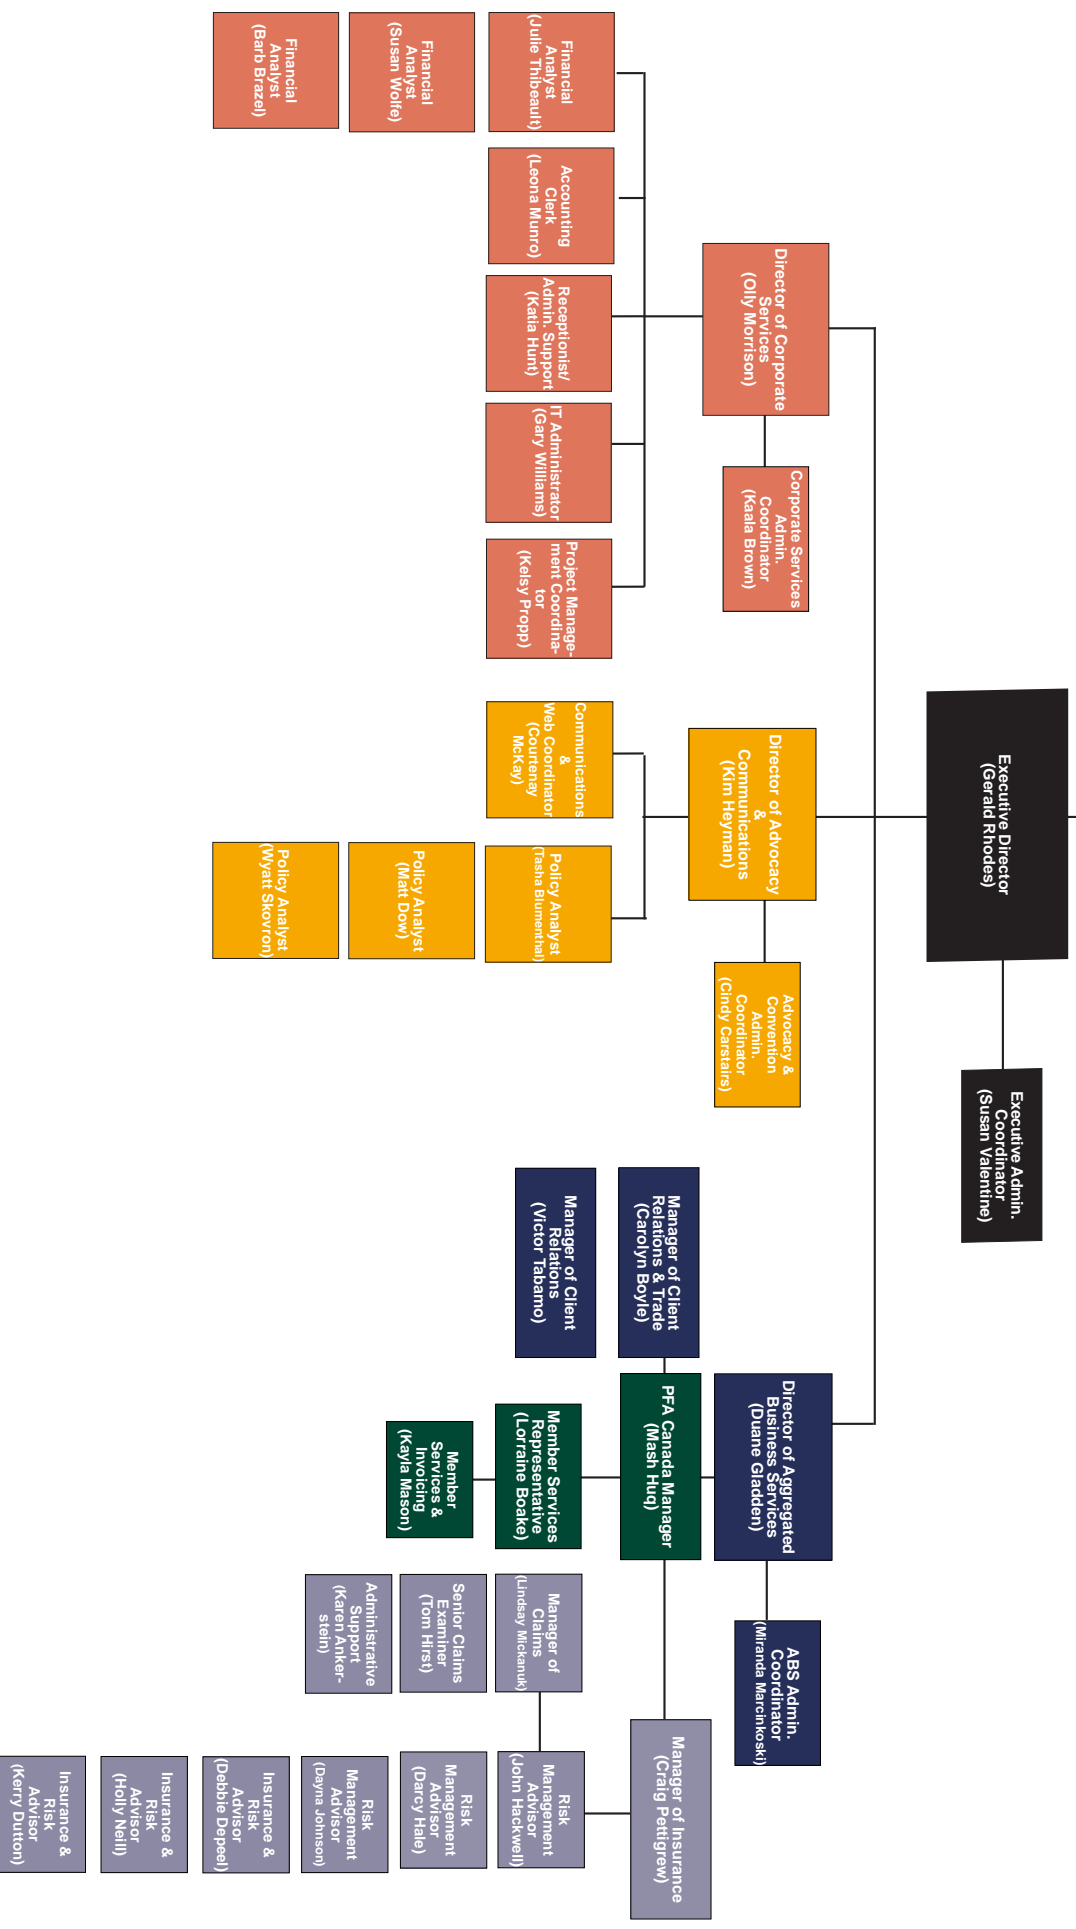 Executive Director
(Gerald Rhodes)
Executive Admin.
Coordinator
(Susan Valentine)
Director of Corporate
Services
(Olly Morrison)
Corporate Services
Admin.
Coordinator
(Kaala Brown)
Financial
Analyst
(Julie Thibeault)
Financial
Analyst
(Susan Wolfe)
Financial
Analyst
(Barb Brazel)
Accounting
Clerk
(Leona Munro)
Receptionist/
Admin. Support
(Katia Hunt)
IT Administrator
(Gary Williams)
Project Manage-
ment Coordina-
tor
(Kelsy Propp)
Director of Advocacy
&
Communications
(Kim Heyman)
Advocacy &
Convention
Admin.
Coordinator
(Cindy Carstairs)
Communications
&
Web Coordinator
(Courtenay
McKay)
Policy Analyst
(Tasha Blumenthal)
Policy Analyst
(Matt Dow)
Policy Analyst
(Wyatt Skovron)
Director of Aggregated
Business Services
(Duane Gladden)
ABS Admin.
Coordinator
(Miranda Marcinkoski)
Manager of Client
Relations & Trade
(Carolyn Boyle)
Manager of Client
Relations
(Victor Tabamo)
PFA Canada Manager
(Mash Huq)
Member Services
Representative
(Lorraine Boake)
Member
Services &
Invoicing
(Kayla Mason)
Manager of Insurance
(Craig Pettigrew)
Manager of
Claims
(Lindsay Mickanuk)
Senior Claims
Examiner
(Tom Hirst)
Administrative
Support
(Karen Anker-
stein)
Risk
Management
Advisor
(John Hackwell)
Risk
Management
Advisor
(Darcy Hale)
Risk
Management
Advisor
(Dayna Johnson)
Insurance &
Risk
Advisor
(Debbie Depeel)
Insurance &
Risk
Advisor
(Holly Neill)
Insurance &
Risk
Advisor
(Kerry Dutton)